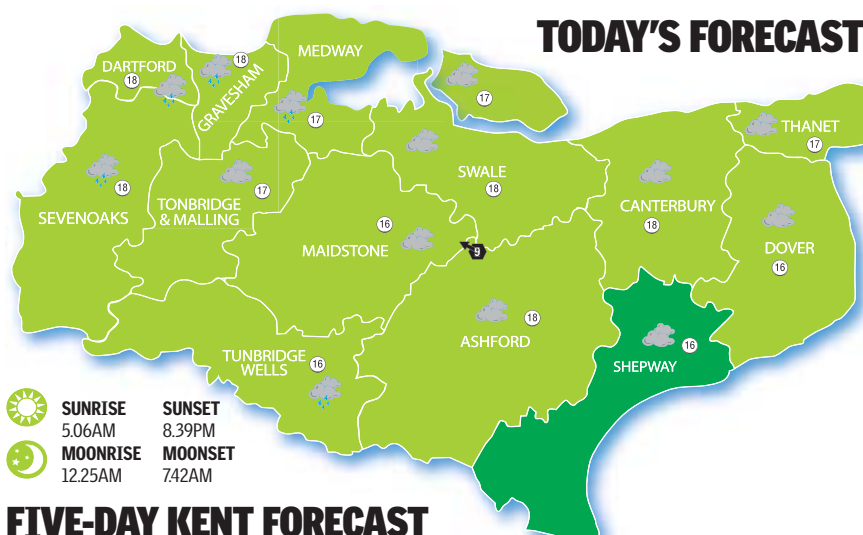 TODAY'S FORECAST
MEDWAY
DARTFORD
18
18
GRAVESHAM
17
17
THANET
17
SWALE
18
SEVENOAKS
18
TONBRIDGE
& MALLING
17
CANTERBURY
18
MAIDSTONE
16
9
DOVER
16
ASHFORD
18
SHEPWAY
16
TUNBRIDGE
WELLS
16
SUNRISE SUNSET
5.06AM 8.39PM
MOONRISE MOONSET
12.25AM 7.42AM
FIVE-DAY KENT FORECAST